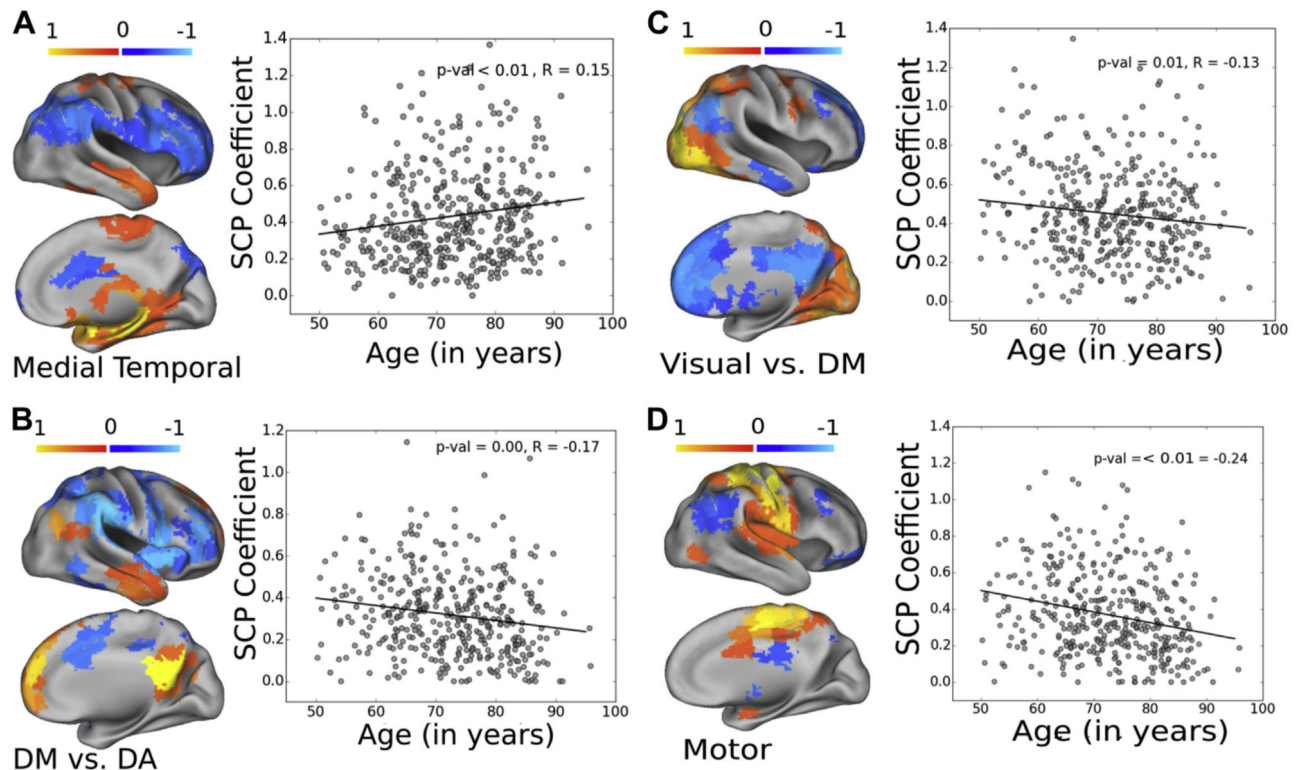 A
1 0 -1
1.4
1.2
1.0
0.8
0.6
0.4
0.2
0.0
SCP Coefficient
p-val < 0.01 , R = 0.15
50 60 70 80 90 100
Age (in years)
Medial Temporal
C
1 0 -1
1.4
1.2
1.0
0.8
0.6
0.4
0.2
0.0
SCP Coefficient
p-val = 0.01, R = -0.13
50 60 70 80 90 100
Age (in years)
Visual vs. DM
B
1 0 -1
1.2
1.0
0.8
0.6
0.4
0.2
0.0
SCP Coefficient
p-val = 0.00, R = -0.17
50 60 70 80 90 100
Age (in years)
DM vs. DA
D
1 0 -1
1.4
1.2
1.0
0.8
0.6
0.4
0.2
0.0
SCP Coefficient
p-val =< 0.01 = -0.24
50 60 70 80 90 100
Age (in years)
Motor